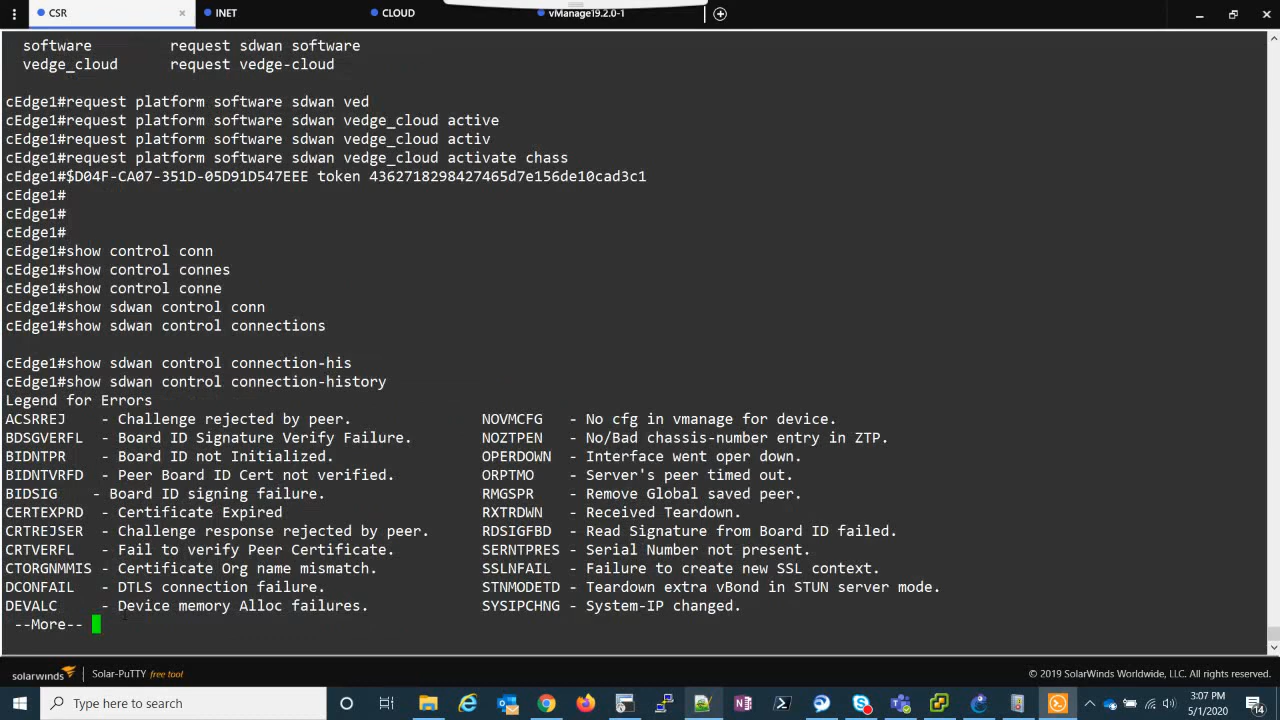 CSR × INET CLOUD vManage19.2.0-1
software request sdwan software
vedge_cloud request vedge-cloud
cEdge1#request platform software sdwan ved
cEdge1#request platform software sdwan vedge_cloud active
cEdge1#request platform software sdwan vedge_cloud activ
cEdge1#request platform software sdwan vedge_cloud activate chass
cEdge1#$D04F-CA07-351D-05D91D547EEE token 4362718298427465d7e156de10cad3c1
cEdge1#
cEdge1#
cEdge1#
cEdge1#show control conn
cEdge1#show control connes
cEdge1#show control conne
cEdge1#show sdwan control conn
cEdge1#show sdwan control connections
cEdge1#show sdwan control connection-his
cEdge1#show sdwan control connection-history
Legend for Errors
ACSRREJ - Challenge rejected by peer. NOVMCFG - No cfg in vmanage for device.
BDSGVERFL - Board ID Signature Verify Failure. NOZTPEN - No/Bad chassis-number entry in ZTP.
BIDNTPR - Board ID not Initialized. OPERDOWN - Interface went oper down.
BIDNTVRFD - Peer Board ID Cert not verified. ORPTMO - Server's peer timed out.
BIDSIG - Board ID signing failure. RMGSPR - Remove Global saved peer.
CERTEXPRD - Certificate Expired RXTRDWN - Received Teardown.
CRTREJSER - Challenge response rejected by peer. RDSIGFBD - Read Signature from Board ID failed.
CRTVERFL - Fail to verify Peer Certificate. SERNTPRES - Serial Number not present.
CTORGNMMIS - Certificate Org name mismatch. SSLNFAIL - Failure to create new SSL context.
DCONFAIL - DTLS connection failure. STNMODETD - Teardown extra vBond in STUN server mode.
DEVALC - Device memory Alloc failures. SYSIPCHNG - System-IP changed.
--More--
solarwinds Solar-PuTTY free tool © 2019 SolarWinds Worldwide, LLC. All rights reserved.
Type here to search
3:07 PM
5/1/2020